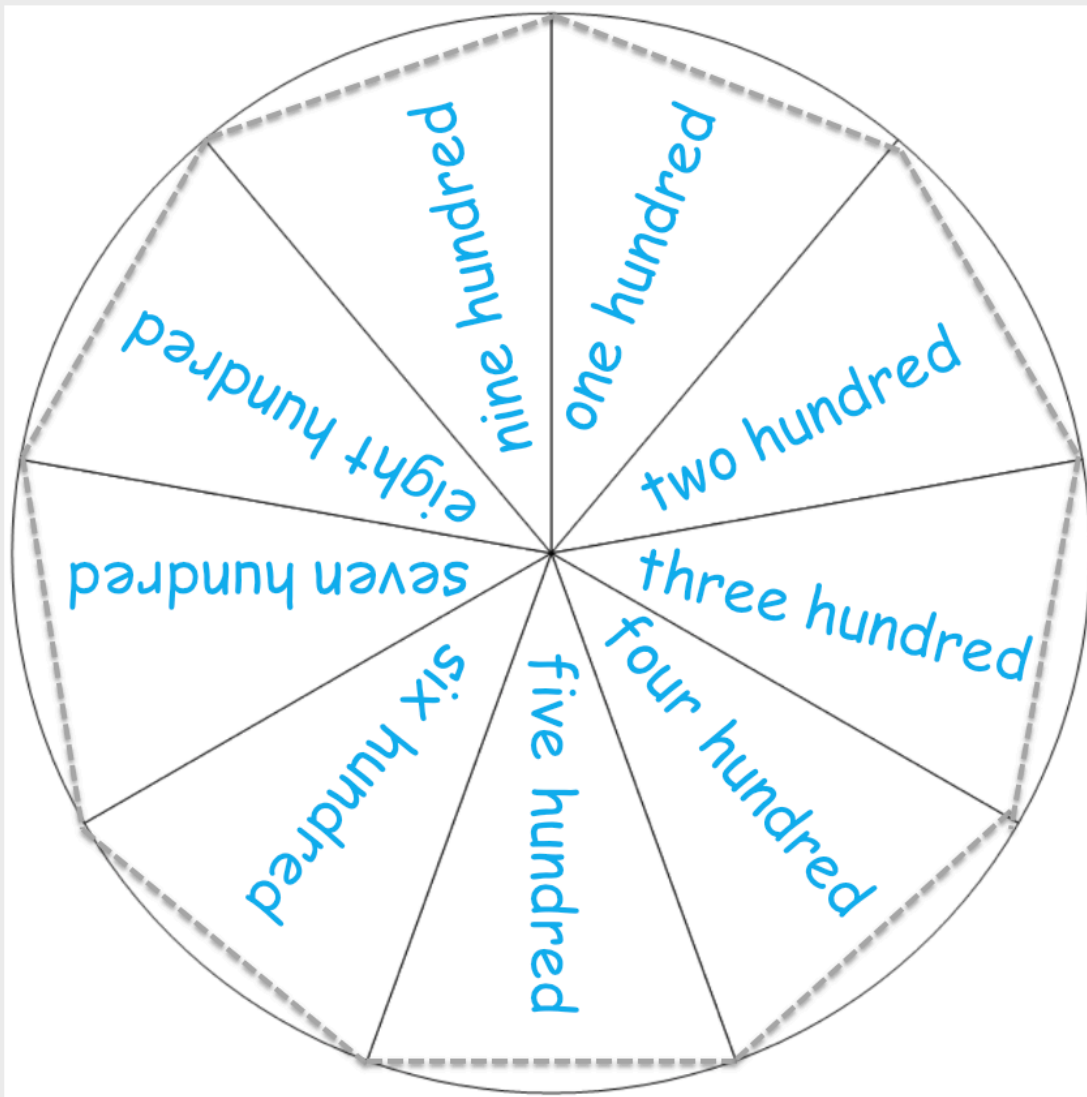 one hundred
two hundred
three hundred
four hundred
five hundred
six hundred
seven hundred
eight hundred
nine hundred